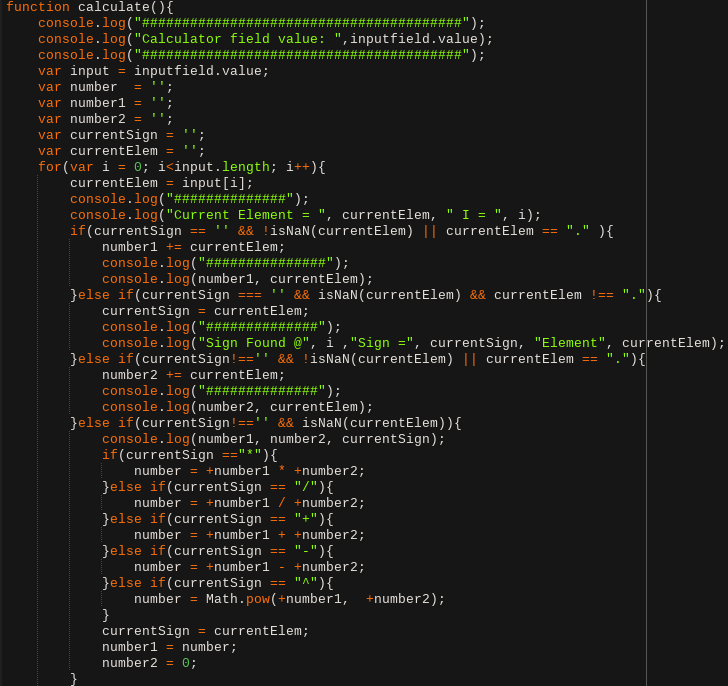 function calculate(){
    console.log("########################################");
    console.log("Calculator field value: ",inputfield.value);
    console.log("########################################");
    var input = inputfield.value;
    var number  = '';
    var number1 = '';
    var number2 = '';
    var currentSign = '';
    var currentElem = '';
    for(var i = 0; i<input.length; i++){
        currentElem = input[i];
        console.log("##############");
        console.log("Current Element = ", currentElem, " I = ", i);
        if(currentSign == '' && !isNaN(currentElem) || currentElem == "." ){
            number1 += currentElem;
            console.log("###############");
            console.log(number1, currentElem);
        }else if(currentSign === '' && isNaN(currentElem) && currentElem !== "."){
            currentSign = currentElem;
            console.log("##############");
            console.log("Sign Found @", i ,"Sign =", currentSign, "Element", currentElem);
        }else if(currentSign!=='' && !isNaN(currentElem) || currentElem == "."){
            number2 += currentElem;
            console.log("##############");
            console.log(number2, currentElem);
        }else if(currentSign!=='' && isNaN(currentElem)){
            console.log(number1, number2, currentSign);
            if(currentSign =="*"){
                number = +number1 * +number2;
            }else if(currentSign == "/"){
                number = +number1 / +number2;
            }else if(currentSign == "+"){
                number = +number1 + +number2;
            }else if(currentSign == "-"){
                number = +number1 - +number2;
            }else if(currentSign == "^"){
                number = Math.pow(+number1,  +number2);
            }
            currentSign = currentElem;
            number1 = number;
            number2 = 0;
        }